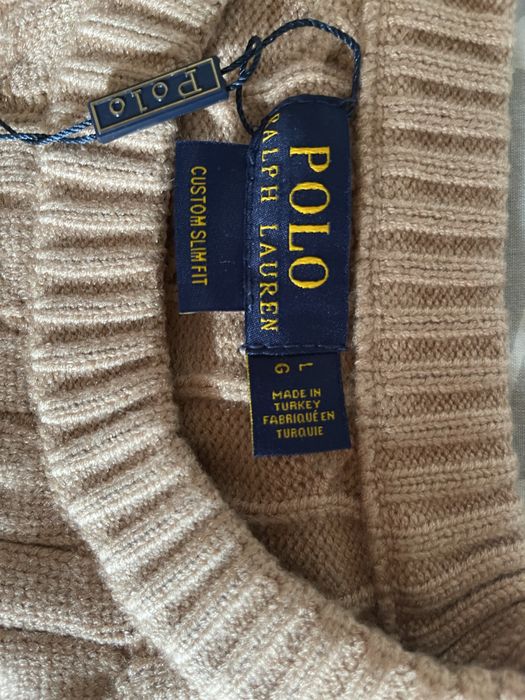 POLO
POLO
RALPH LAUREN
CUSTOM SLIM FIT
L
G
MADE IN
TURKEY
FABRIQUÉ EN
TURQUIE